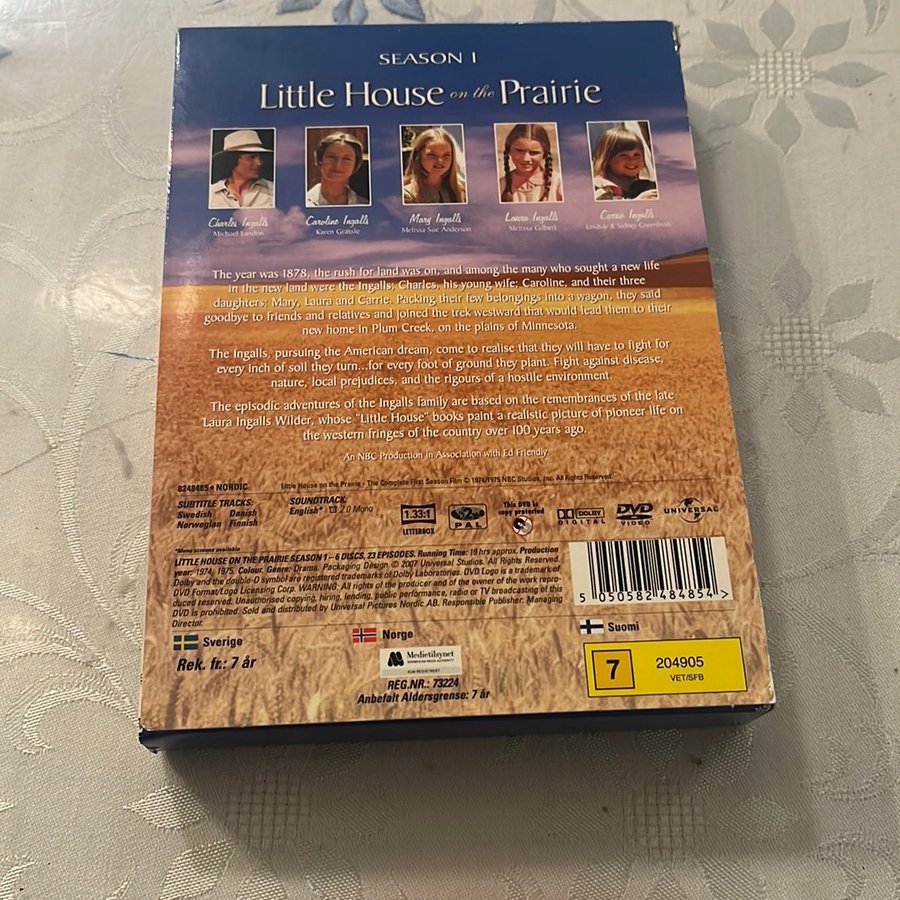 SEASON 1
Little House on the Prairie
Charles Ingalls
Michael Landon
Caroline Ingalls
Karen Grassle
Mary Ingalls
Melissa Sue Anderson
Laura Ingalls
Melissa Gilbert
Carrie Ingalls
Lindsay & Sidney Greenbush
The year was 1878, the rush for land was on, and among the many who sought a new life
in the new land were the Ingalls; Charles, his young wife; Caroline, and their three
daughters; Mary, Laura and Carrie. Packing their few belongings into a wagon, they said
goodbye to friends and relatives and joined the trek westward that would lead them to their
new home in Plum Creek, on the plains of Minnesota.
The Ingalls, pursuing the American dream, come to realise that they will have to fight for
every inch of soil they turn...for every foot of ground they plant. Fight against disease,
nature, local prejudices, and the rigours of a hostile environment.
The episodic adventures of the Ingalls family are based on the remembrances of the late
Laura Ingalls Wilder, whose "Little House" books paint a realistic picture of pioneer life on
the western fringes of the country over 100 years ago.
An NBC Production in Association with Ed Friendly.
8248485 • NORDIC
Little House on the Prairie - The Complete First Season Film © 1974/1975 NBC Studios, Inc. All Rights Reserved.
SUBTITLE TRACKS:
Swedish Danish
Norwegian Finnish
SOUNDTRACK:
English* 2.0 Mono
1.33:1
LETTERBOX
2
PAL
This DVD is
copy protected
DOLBY
DIGITAL
DVD
VIDEO
UNIVERSAL
*Menu screens available
LITTLE HOUSE ON THE PRAIRIE SEASON 1 – 6 DISCS, 23 EPISODES. Running Time: 19 hrs approx. Production
year: 1974, 1975. Colour. Genre: Drama. Packaging Design © 2007 Universal Studios. All Rights Reserved.
Dolby and the double-D symbol are registered trademarks of Dolby Laboratories. DVD Logo is a trademark of
DVD Format/Logo Licensing Corp. WARNING: All rights of the producer and of the owner of the work repro-
duced reserved. Unauthorised copying, hiring, lending, public performance, radio or TV broadcasting of this
DVD is prohibited. Sold and distributed by Universal Pictures Nordic AB. Responsible Publisher: Managing
Director.
5 050582 484854 >
Sverige
Rek. fr.: 7 år
Norge
Medietilsynet
NORWEGIAN MEDIA AUTHORITY
REG.NR.: 73224
Anbefalt Aldersgrense: 7 år
Suomi
7
204905
VET/SFB